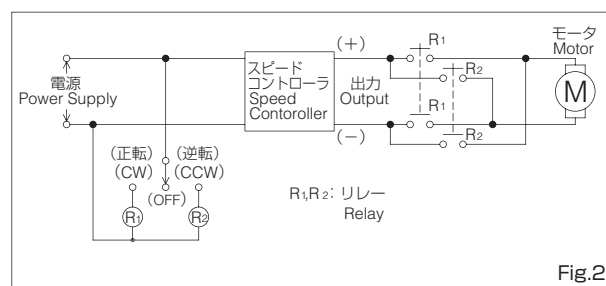 電源
Power Supply
スピード
コントローラ
Speed
Contoroller
(+)
出力
Output
(−)
R1
R2
R1
R2
モータ
Motor
M
(正転)
(CW)
(逆転)
(CCW)
(OFF)
R1
R2
R1,R2: リレー
Relay
Fig.2